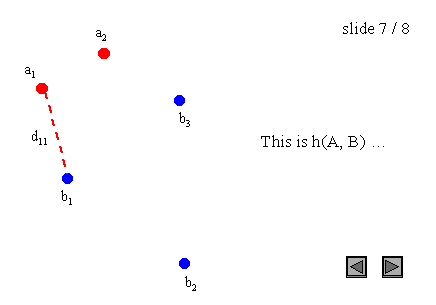 slide 7 / 8
a2
a1
b3
d11
This is h(A, B) ...
b1
b2